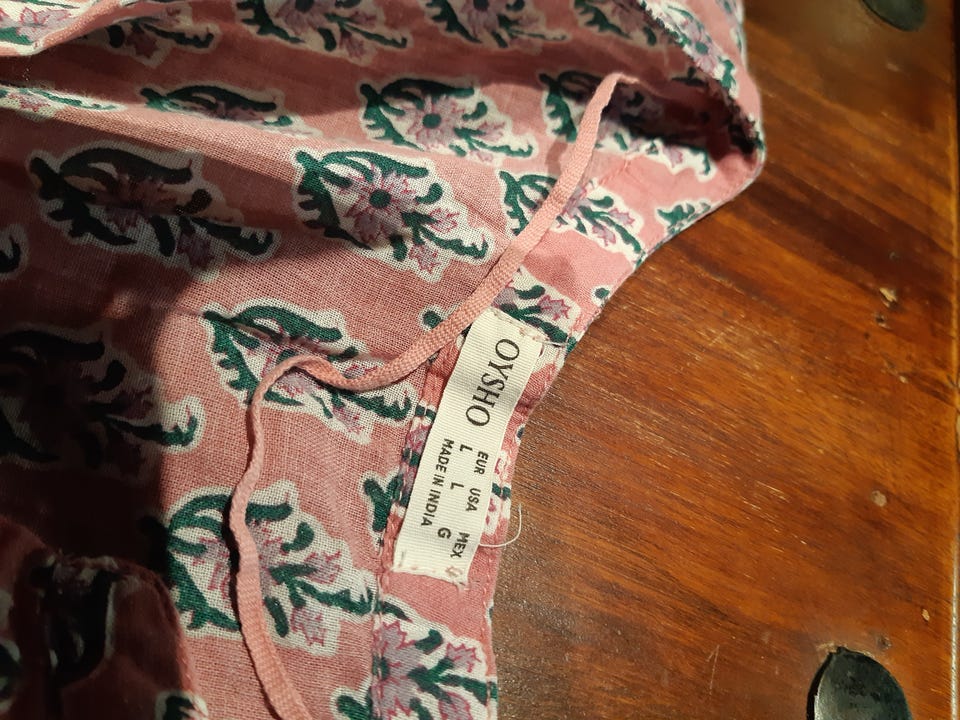 OYSHO
EUR USA MEX
L L G
MADE IN INDIA